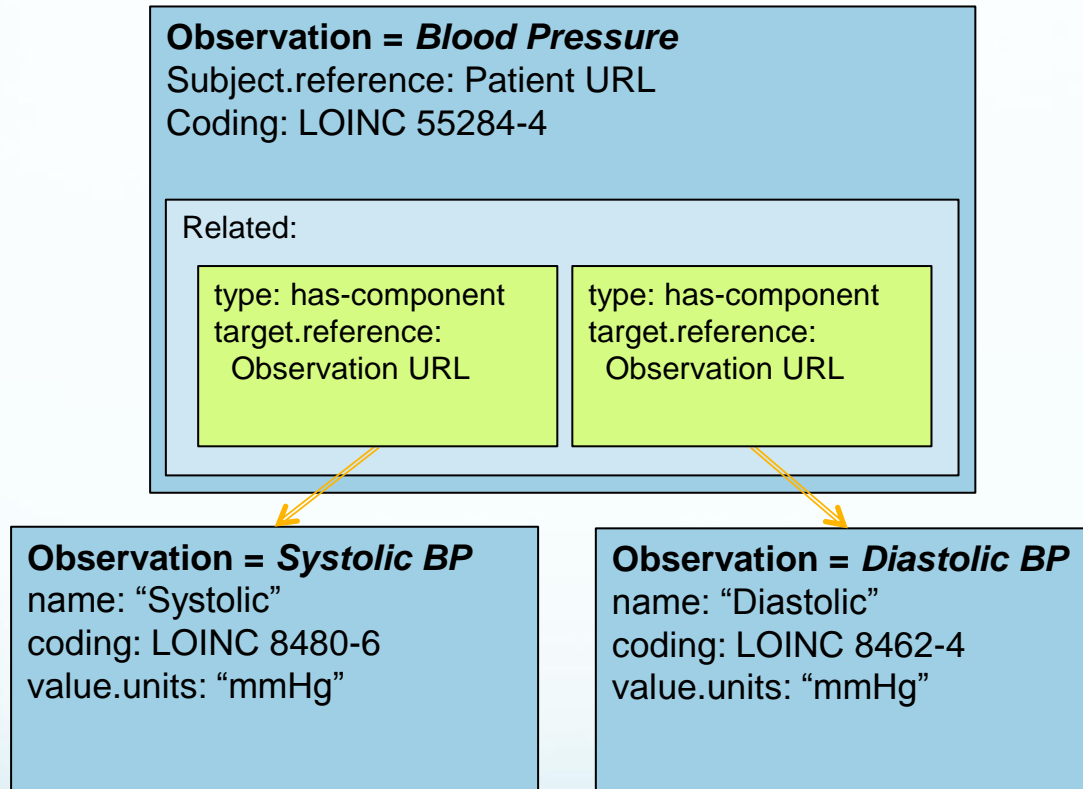 Observation = Blood Pressure
Subject.reference: Patient URL
Coding: LOINC 55284-4
Related:
type: has-component
target.reference:
Observation URL
type: has-component
target.reference:
Observation URL
Observation = Systolic BP
name: “Systolic”
coding: LOINC 8480-6
value.units: “mmHg”
Observation = Diastolic BP
name: “Diastolic”
coding: LOINC 8462-4
value.units: “mmHg”